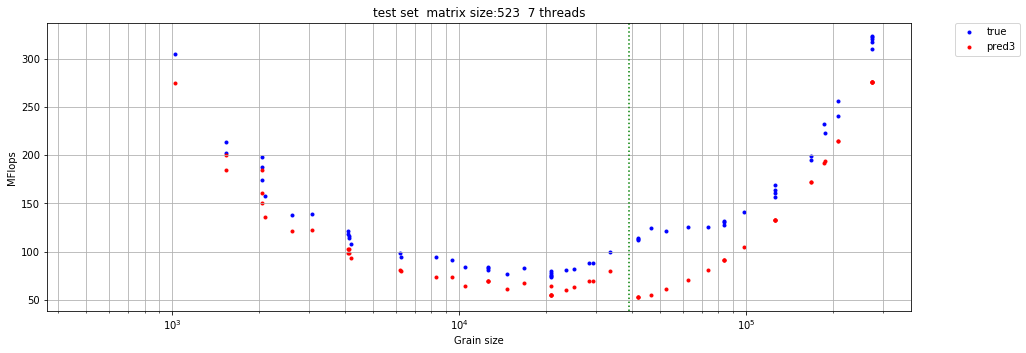 test set  matrix size:523  7 threads
true
pred3
MFlops
300
250
200
150
100
50
10³
10⁴
10⁵
Grain size